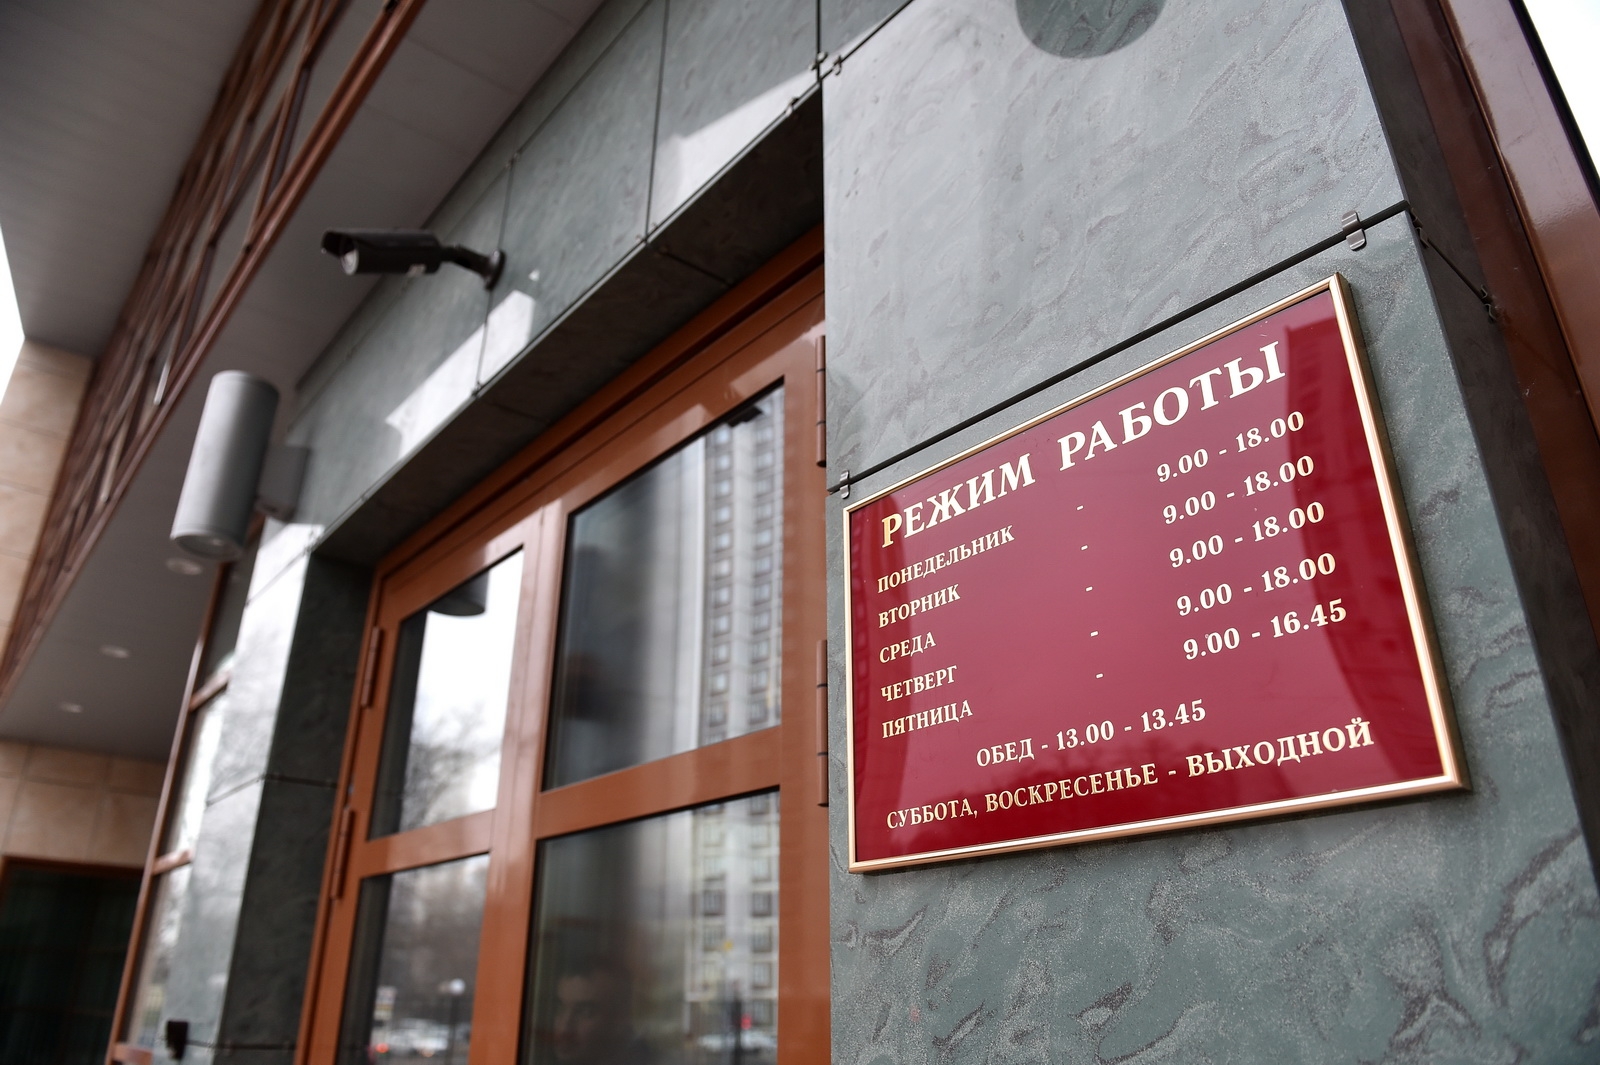 РЕЖИМ РАБОТЫ
ПОНЕДЕЛЬНИК - 9.00 - 18.00
ВТОРНИК - 9.00 - 18.00
СРЕДА - 9.00 - 18.00
ЧЕТВЕРГ - 9.00 - 18.00
ПЯТНИЦА - 9.00 - 16.45
ОБЕД - 13.00 - 13.45
СУББОТА, ВОСКРЕСЕНЬЕ - ВЫХОДНОЙ